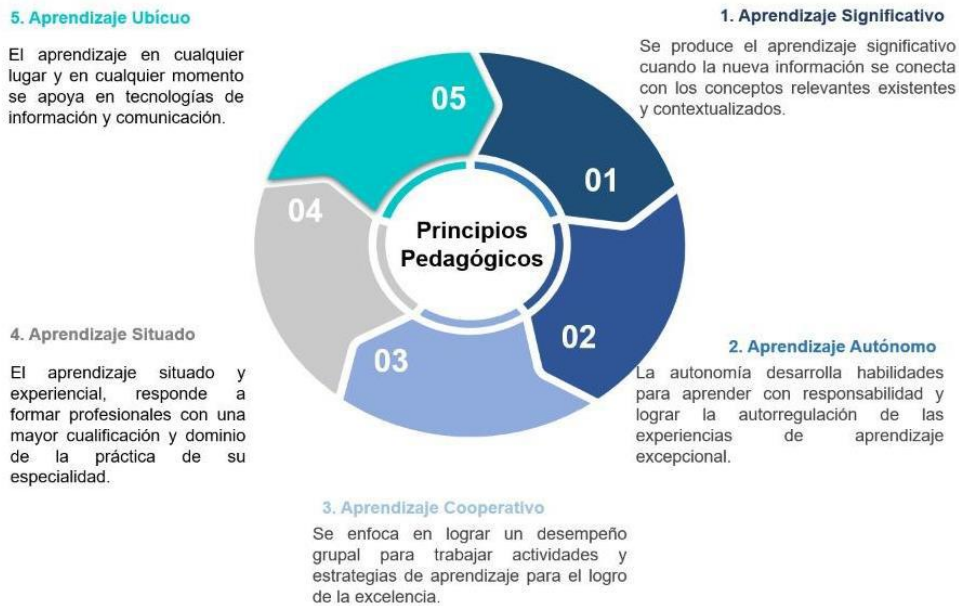 1. Aprendizaje Significativo
Se produce el aprendizaje significativo
cuando la nueva información se conecta
con los conceptos relevantes existentes
y contextualizados.
2. Aprendizaje Autónomo
La autonomía desarrolla habilidades
para aprender con responsabilidad y
lograr la autorregulación de las
experiencias de aprendizaje
excepcional.
3. Aprendizaje Cooperativo
Se enfoca en lograr un desempeño
grupal para trabajar actividades y
estrategias de aprendizaje para el logro
de la excelencia.
4. Aprendizaje Situado
El aprendizaje situado y
experiencial, responde a
formar profesionales con una
mayor cualificación y dominio
de la práctica de su
especialidad.
5. Aprendizaje Ubícuo
El aprendizaje en cualquier
lugar y en cualquier momento
se apoya en tecnologías de
información y comunicación.
Principios
Pedagógicos
01
02
03
04
05